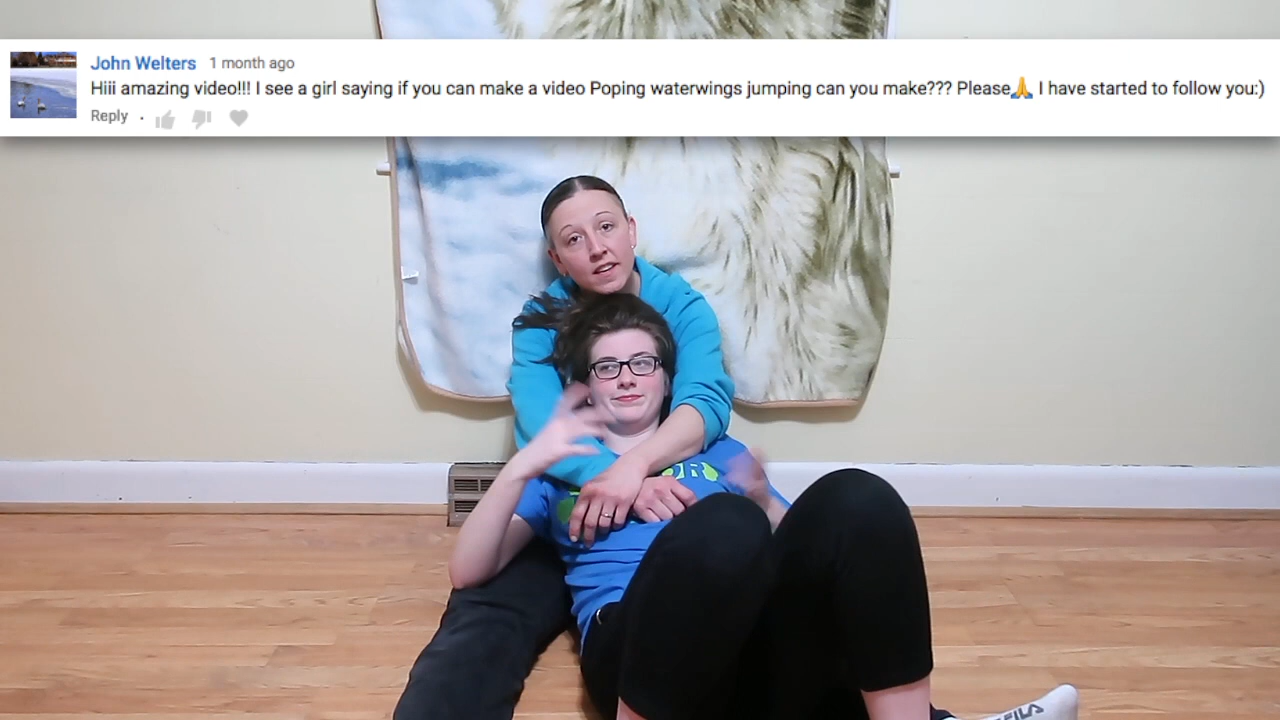 John Welters 1 month ago
Hiii amazing video!!! I see a girl saying if you can make a video Poping waterwings jumping can you make??? Please🙏 I have started to follow you:)
Reply •
OR
FILA